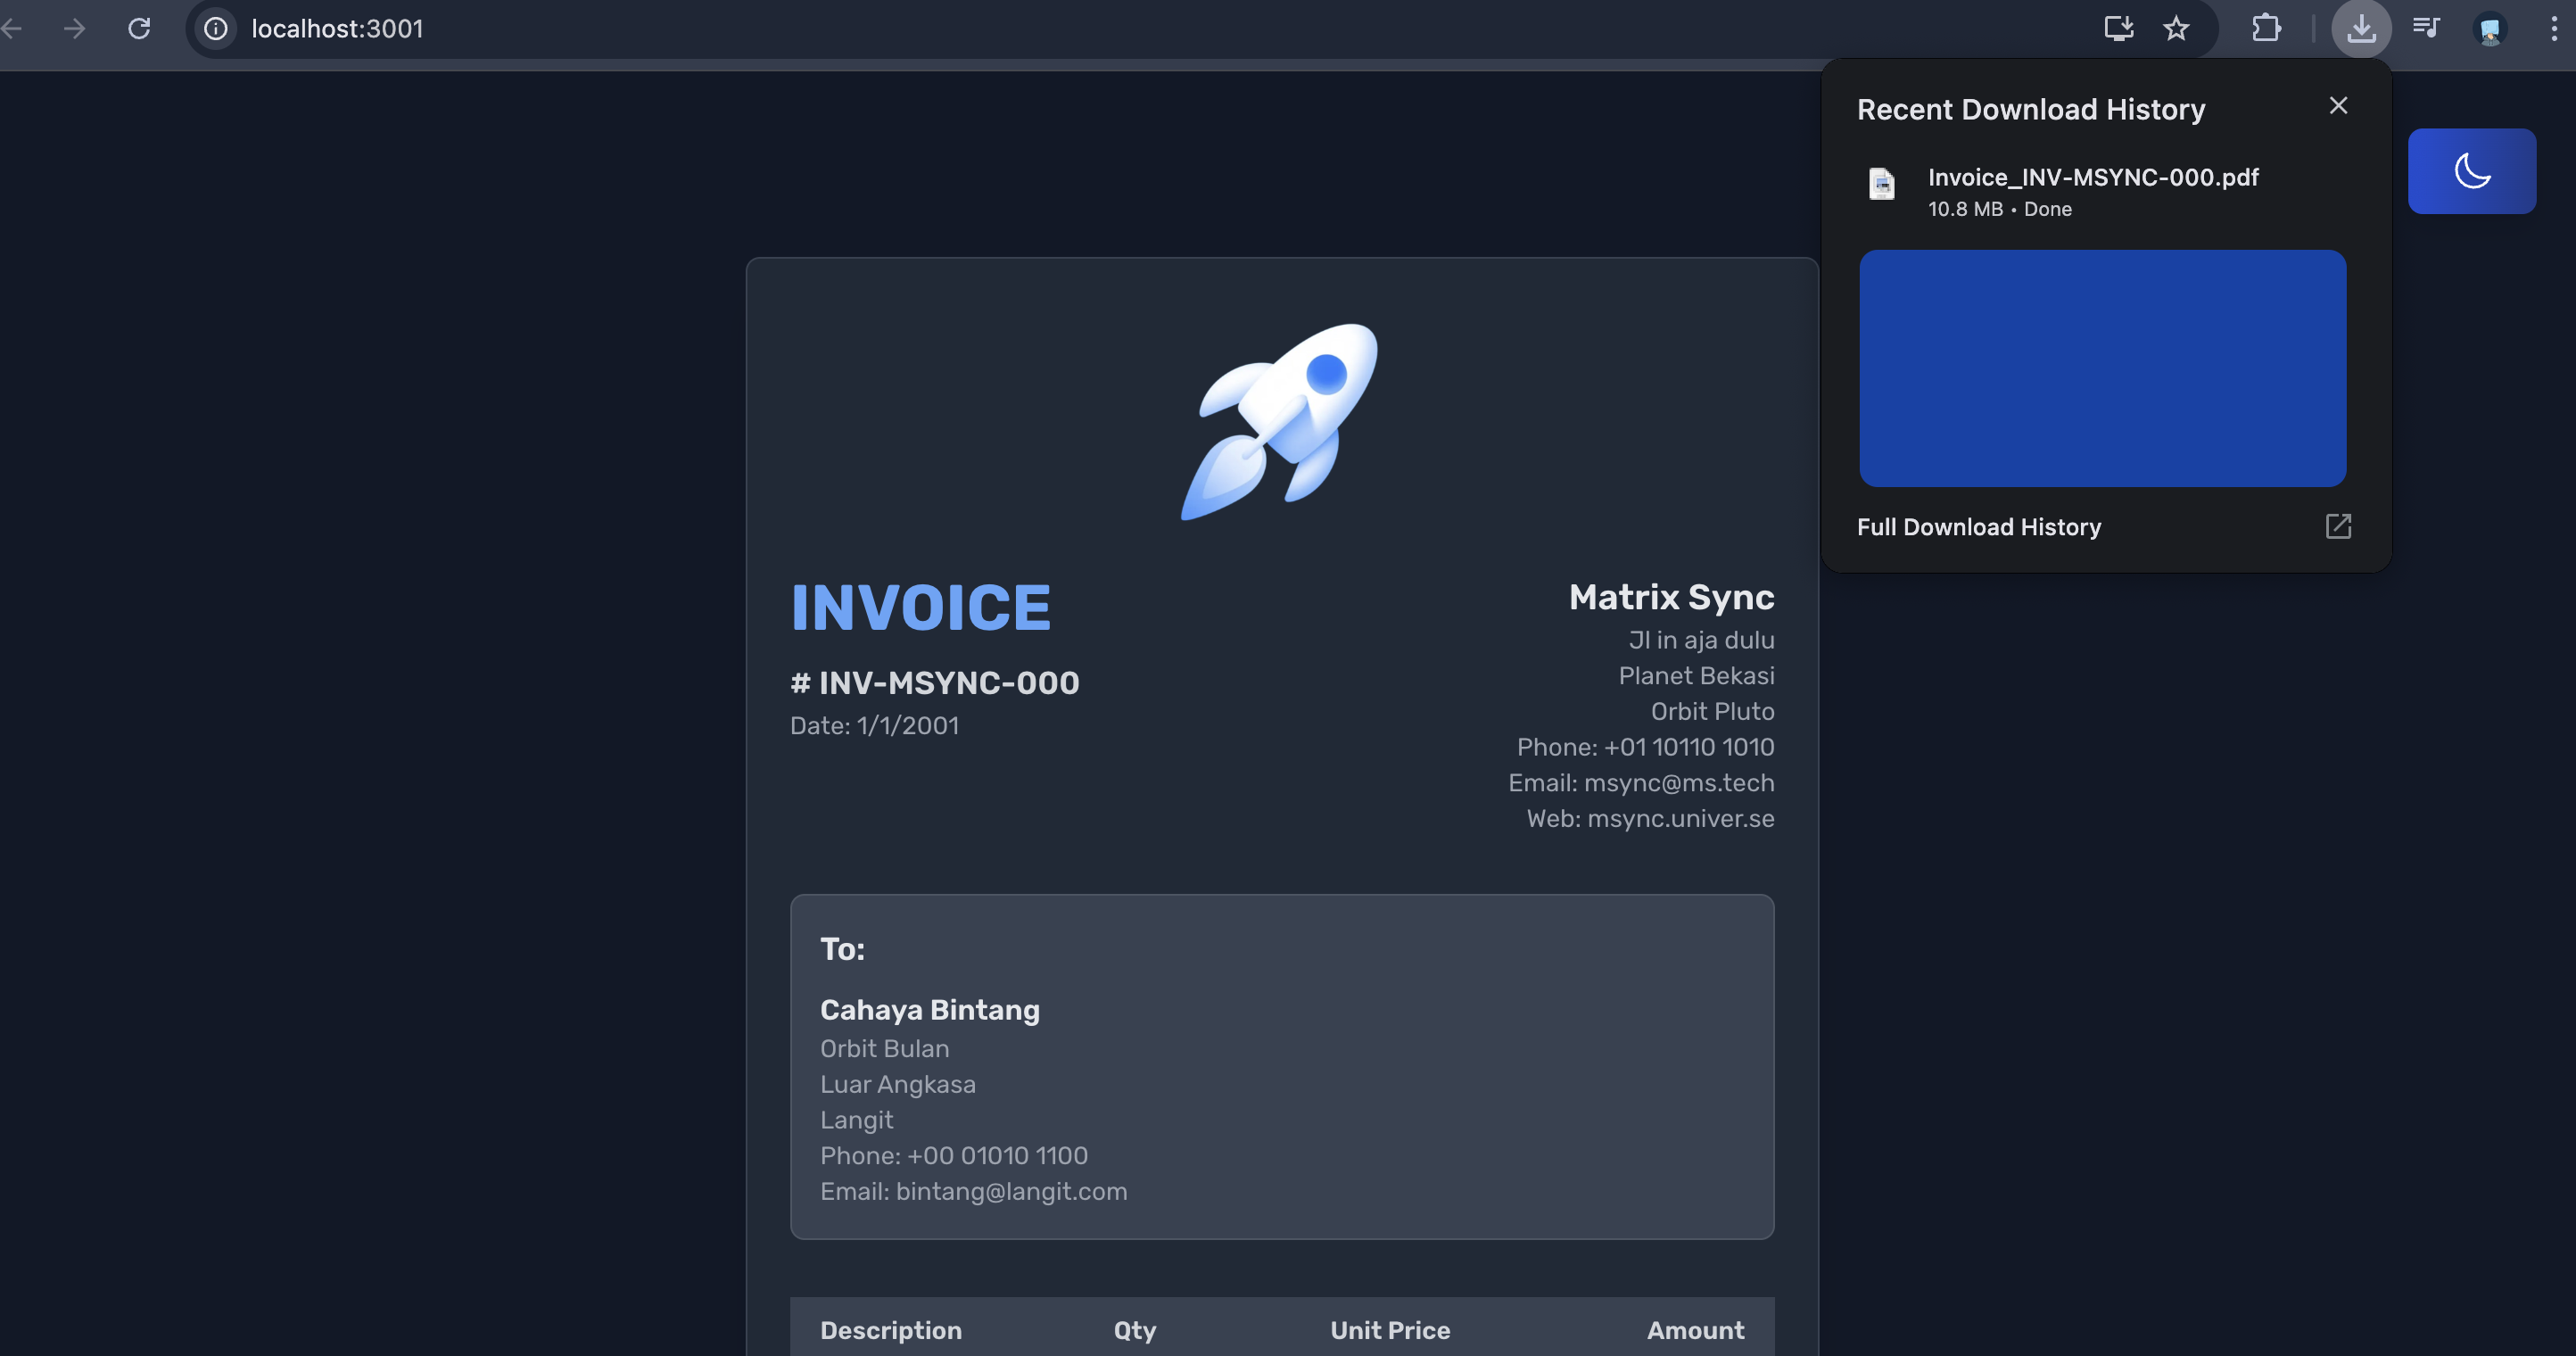 localhost:3001
Recent Download History
Invoice_INV-MSYNC-000.pdf
10.8 MB • Done
Full Download History
INVOICE
# INV-MSYNC-000
Date: 1/1/2001
Matrix Sync
Jl in aja dulu
Planet Bekasi
Orbit Pluto
Phone: +01 10110 1010
Email: msync@ms.tech
Web: msync.univer.se
To:
Cahaya Bintang
Orbit Bulan
Luar Angkasa
Langit
Phone: +00 01010 1100
Email: bintang@langit.com
Description Qty Unit Price Amount